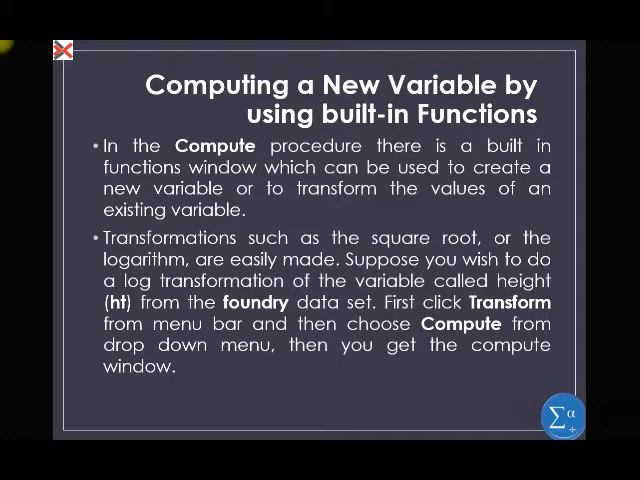 Computing a New Variable by
using built-in Functions
• In the Compute procedure there is a built in
functions window which can be used to create a
new variable or to transform the values of an
existing variable.
• Transformations such as the square root, or the
logarithm, are easily made. Suppose you wish to do
a log transformation of the variable called height
(ht) from the foundry data set. First click Transform
from menu bar and then choose Compute from
drop down menu, then you get the compute
window.
Σ α +